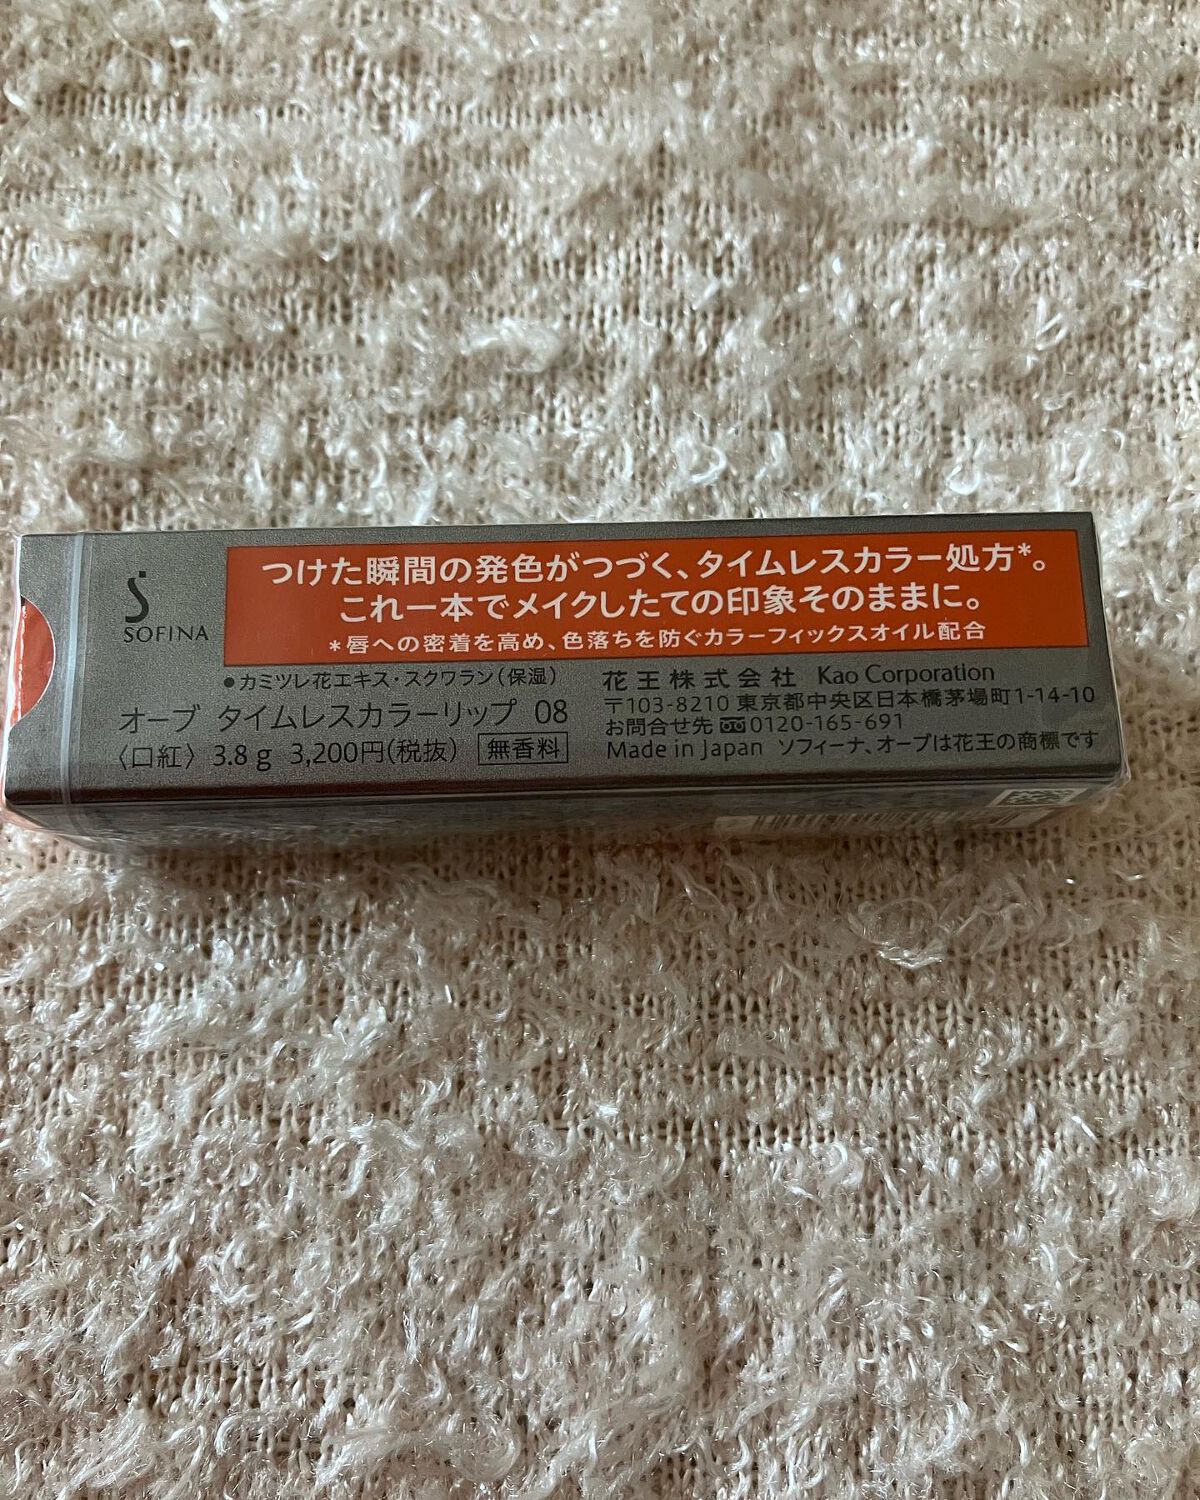 SOFINA
つけた瞬間の発色がつづく、タイムレスカラー処方*。
これ一本でメイクしたての印象そのままに。
*唇への密着を高め、色落ちを防ぐカラーフィックスオイル配合
●カミツレ花エキス・スクワラン（保湿）
オーブ タイムレスカラーリップ 08
〈口紅〉 3.8 g 3,200円(税抜) 無香料
花王株式会社 Kao Corporation
〒103-8210 東京都中央区日本橋茅場町1-14-10
お問合せ先 0120-165-691
Made in Japan ソフィーナ、オーブは花王の商標です